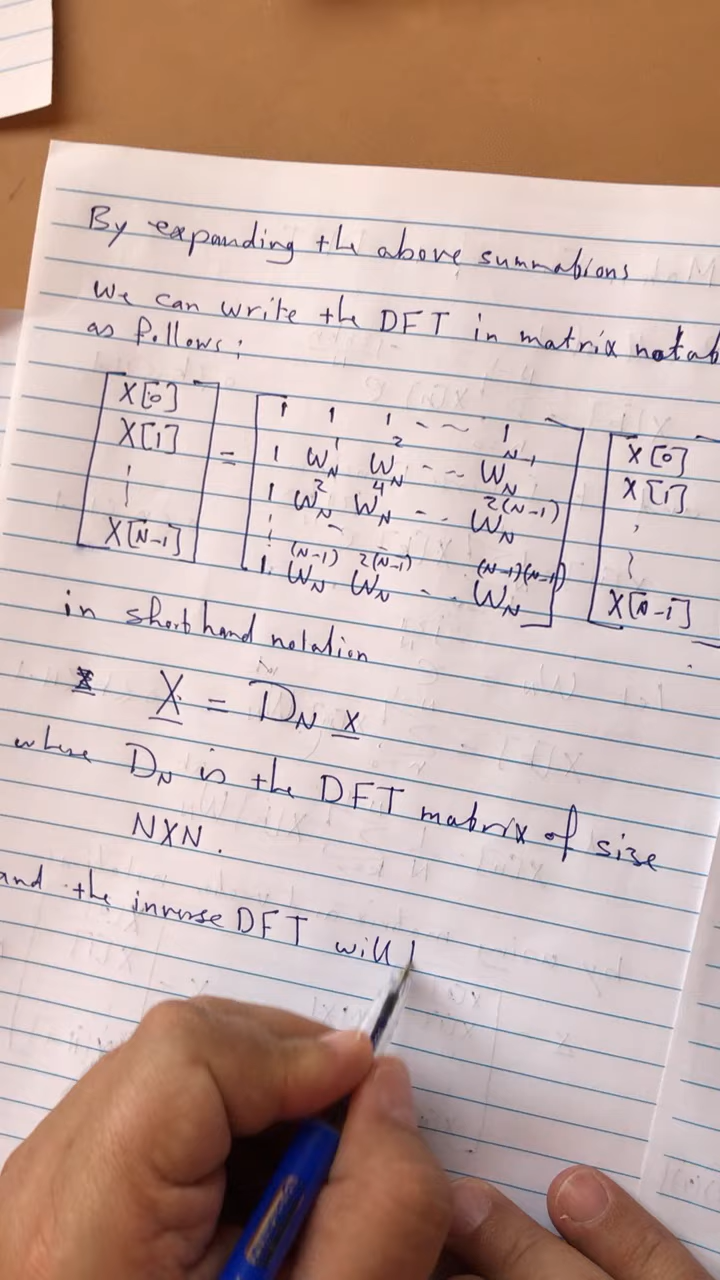 By expanding the above summations
we can write the DFT in matrix notat
as follows:
[X[0] X[1] ⋮ X[N-1]] = [1 1 1 -- 1
1 W_N^1 W_N^2 -- W_N^{N-1}
1 W_N^2 W_N^4 -- W_N^{2(N-1)}
⋮
1 W_N^{(N-1)} W_N^{2(N-1)} -- W_N^{(N-1)(N-1)}] [x[0] x[1] ⋮ x[N-1]]
in short hand notation
X = D_N x
where D_N is the DFT matrix of size
NXN.
and the inverse DFT will